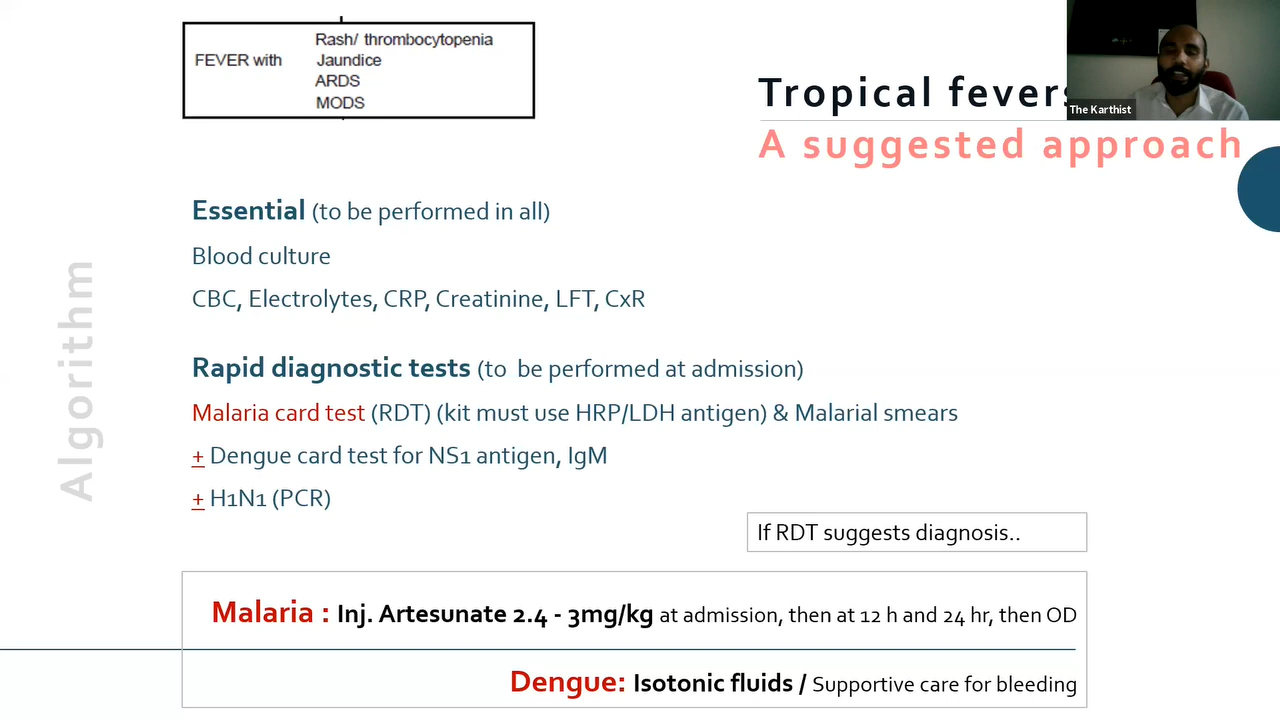 FEVER with
Rash/ thrombocytopenia
Jaundice
ARDS
MODS
Tropical fevers
The Karthist
A suggested approach
Algorithm
Essential (to be performed in all)
Blood culture
CBC, Electrolytes, CRP, Creatinine, LFT, CxR
Rapid diagnostic tests (to be performed at admission)
Malaria card test (RDT) (kit must use HRP/LDH antigen) & Malarial smears
+ Dengue card test for NS1 antigen, IgM
+ H1N1 (PCR)
If RDT suggests diagnosis..
Malaria : Inj. Artesunate 2.4 - 3mg/kg at admission, then at 12 h and 24 hr, then OD
Dengue: Isotonic fluids / Supportive care for bleeding